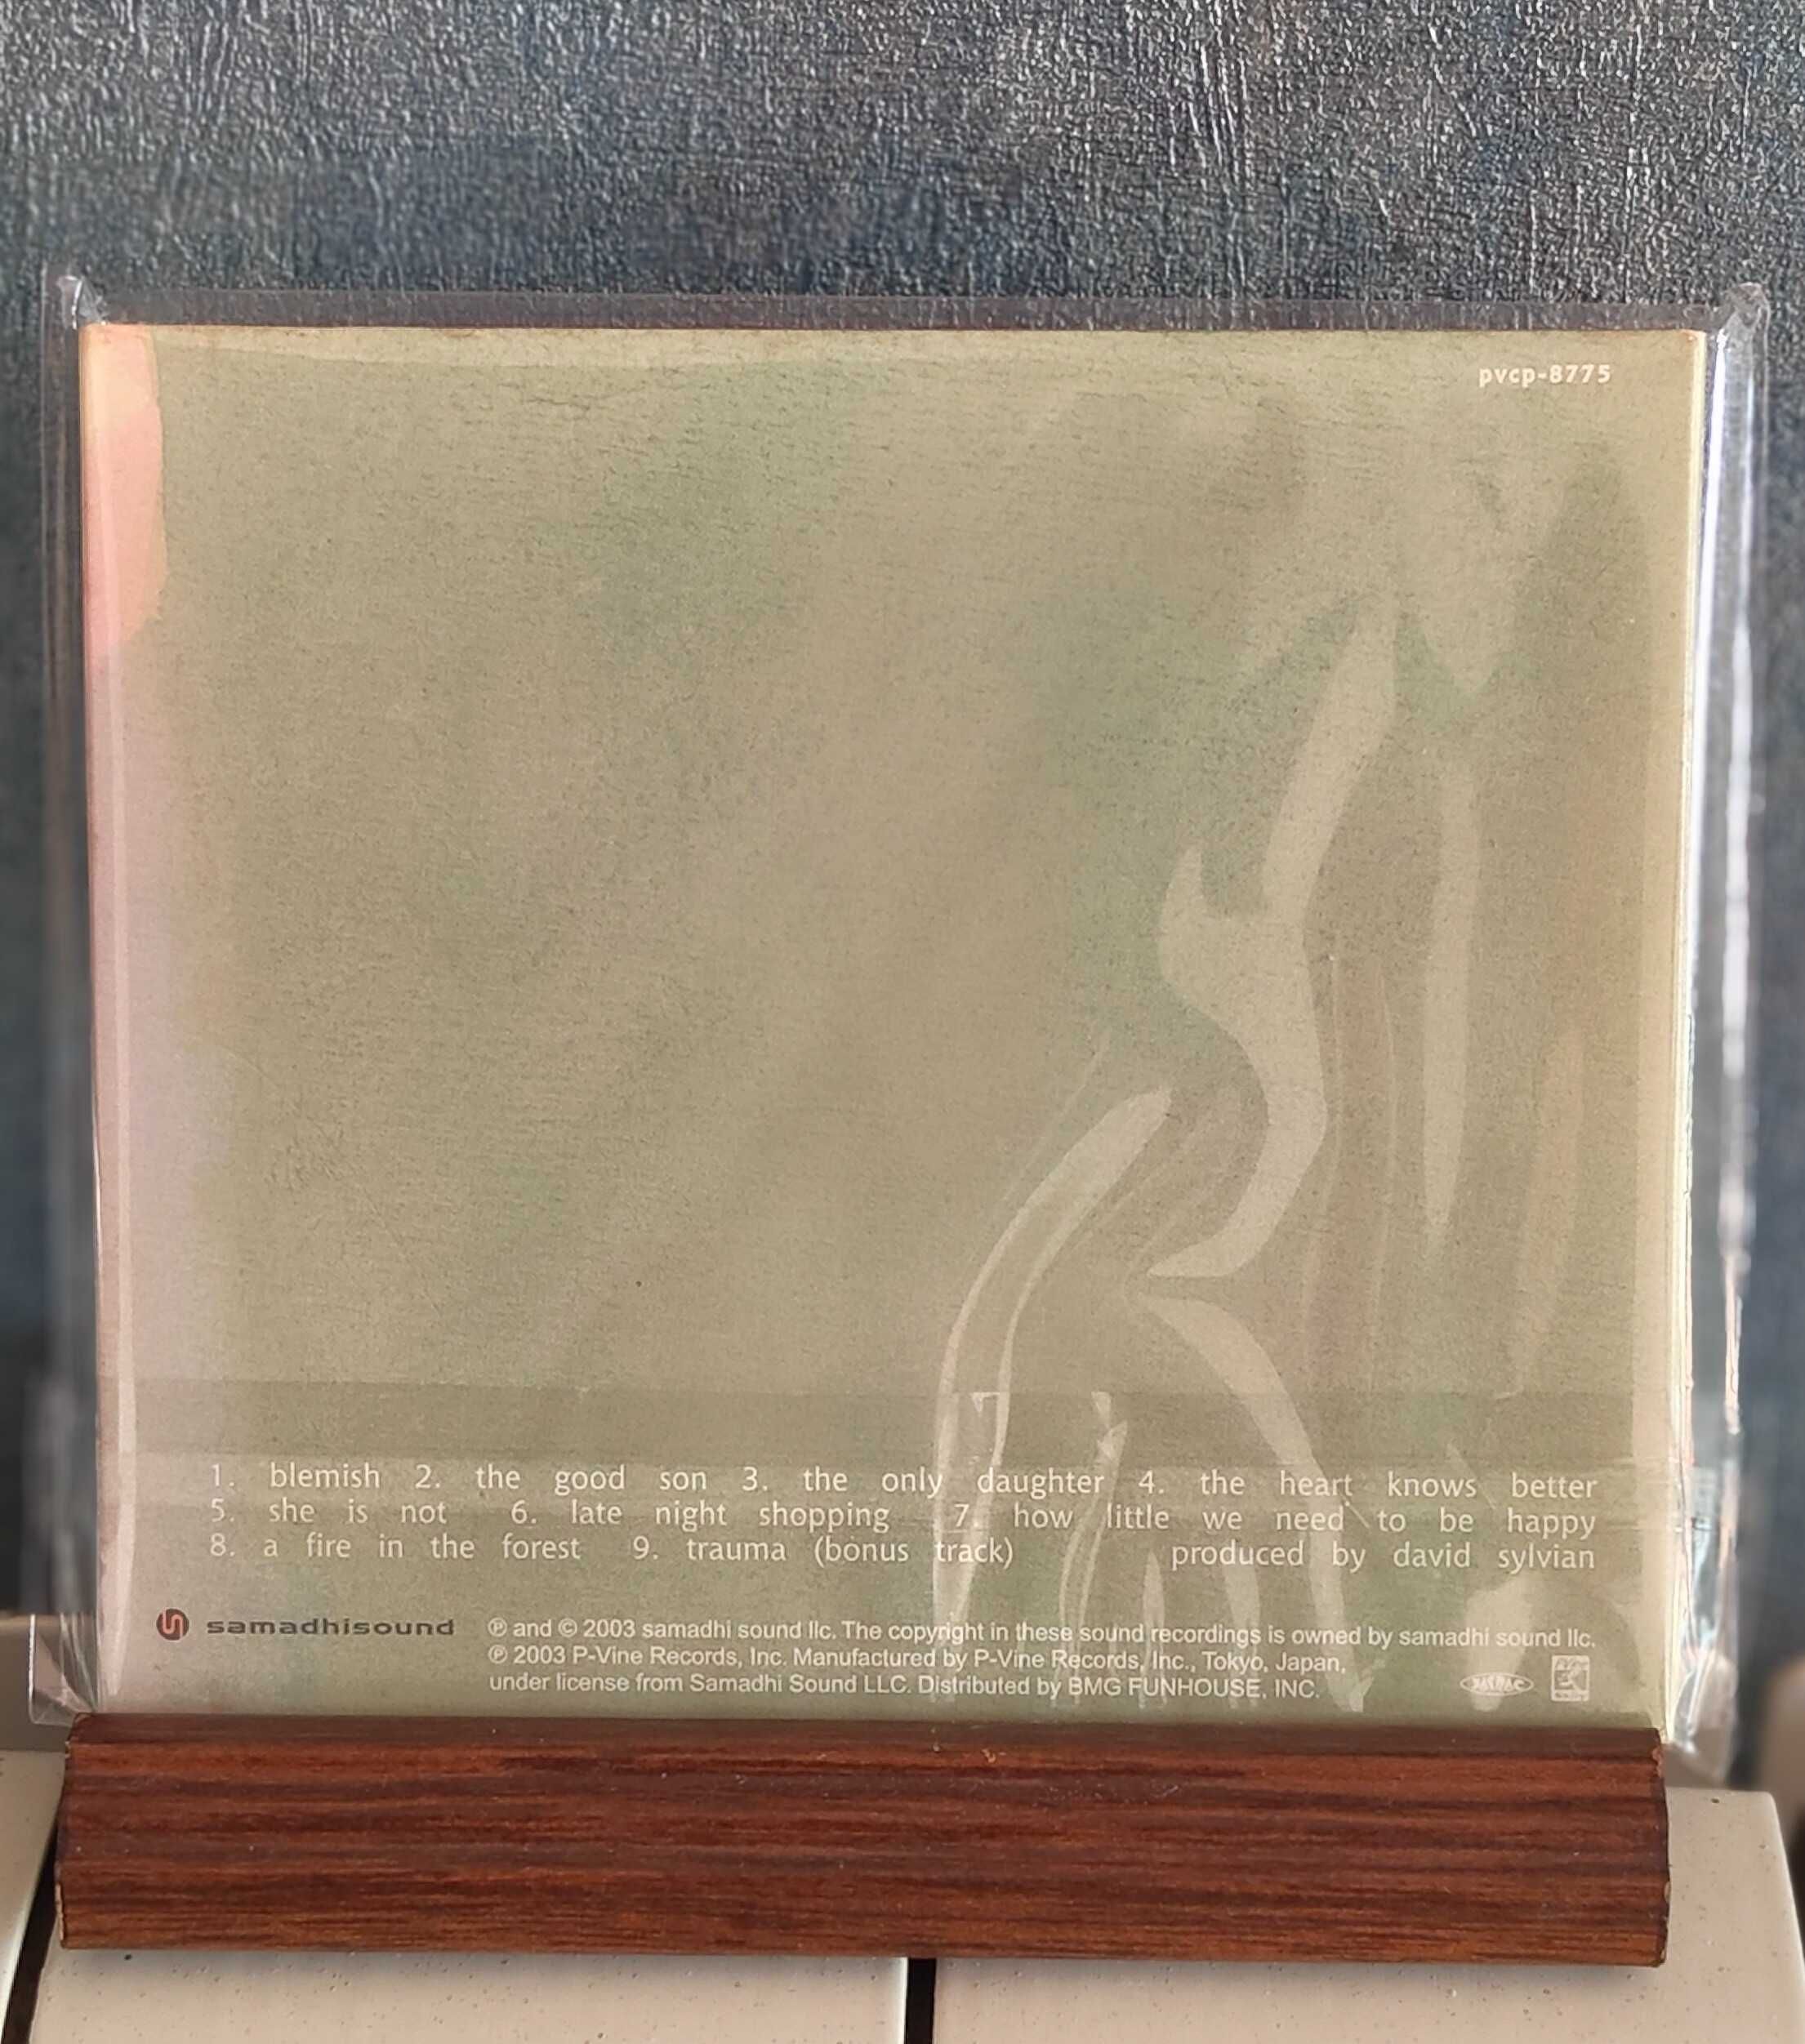 pvcp-8775
1. blemish 2. the good son 3. the only daughter 4. the heart knows better
5. she is not 6. late night shopping 7. how little we need to be happy
8. a fire in the forest 9. trauma (bonus track) produced by david sylvian
samadhisound
℗ and © 2003 samadhi sound llc. The copyright in these sound recordings is owned by samadhi sound llc.
℗ 2003 P-Vine Records, Inc. Manufactured by P-Vine Records, Inc., Tokyo, Japan,
under license from Samadhi Sound LLC. Distributed by BMG FUNHOUSE, INC.